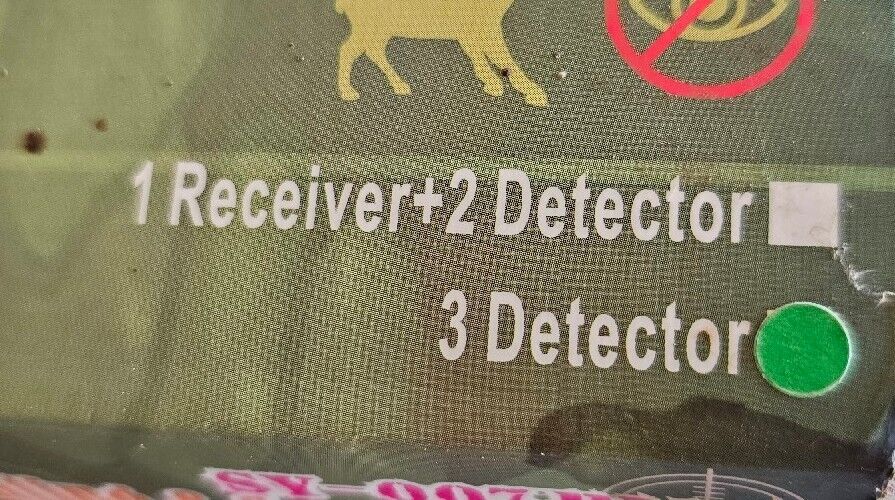 1 Receiver+2 Detector
3 Detector